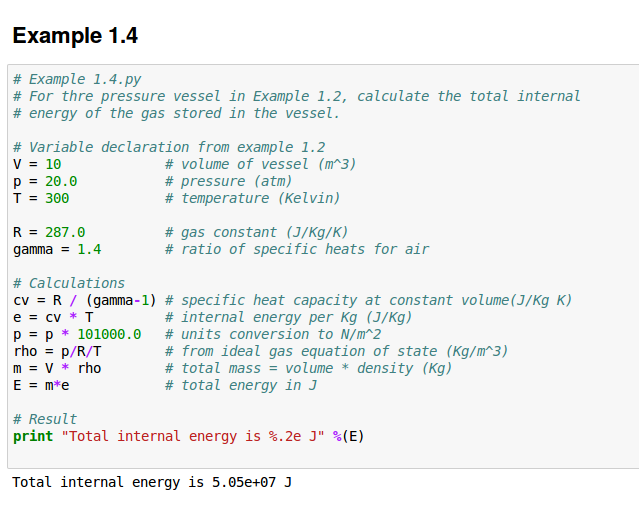 Example 1.4
# Example 1.4.py
# For thre pressure vessel in Example 1.2, calculate the total internal
# energy of the gas stored in the vessel.
# Variable declaration from example 1.2
V = 10 # volume of vessel (m^3)
p = 20.0 # pressure (atm)
T = 300 # temperature (Kelvin)
R = 287.0 # gas constant (J/Kg/K)
gamma = 1.4 # ratio of specific heats for air
# Calculations
cv = R / (gamma-1) # specific heat capacity at constant volume(J/Kg K)
e = cv * T # internal energy per Kg (J/Kg)
p = p * 101000.0 # units conversion to N/m^2
rho = p/R/T # from ideal gas equation of state (Kg/m^3)
m = V * rho # total mass = volume * density (Kg)
E = m*e # total energy in J
# Result
print "Total internal energy is %.2e J" %(E)
Total internal energy is 5.05e+07 J